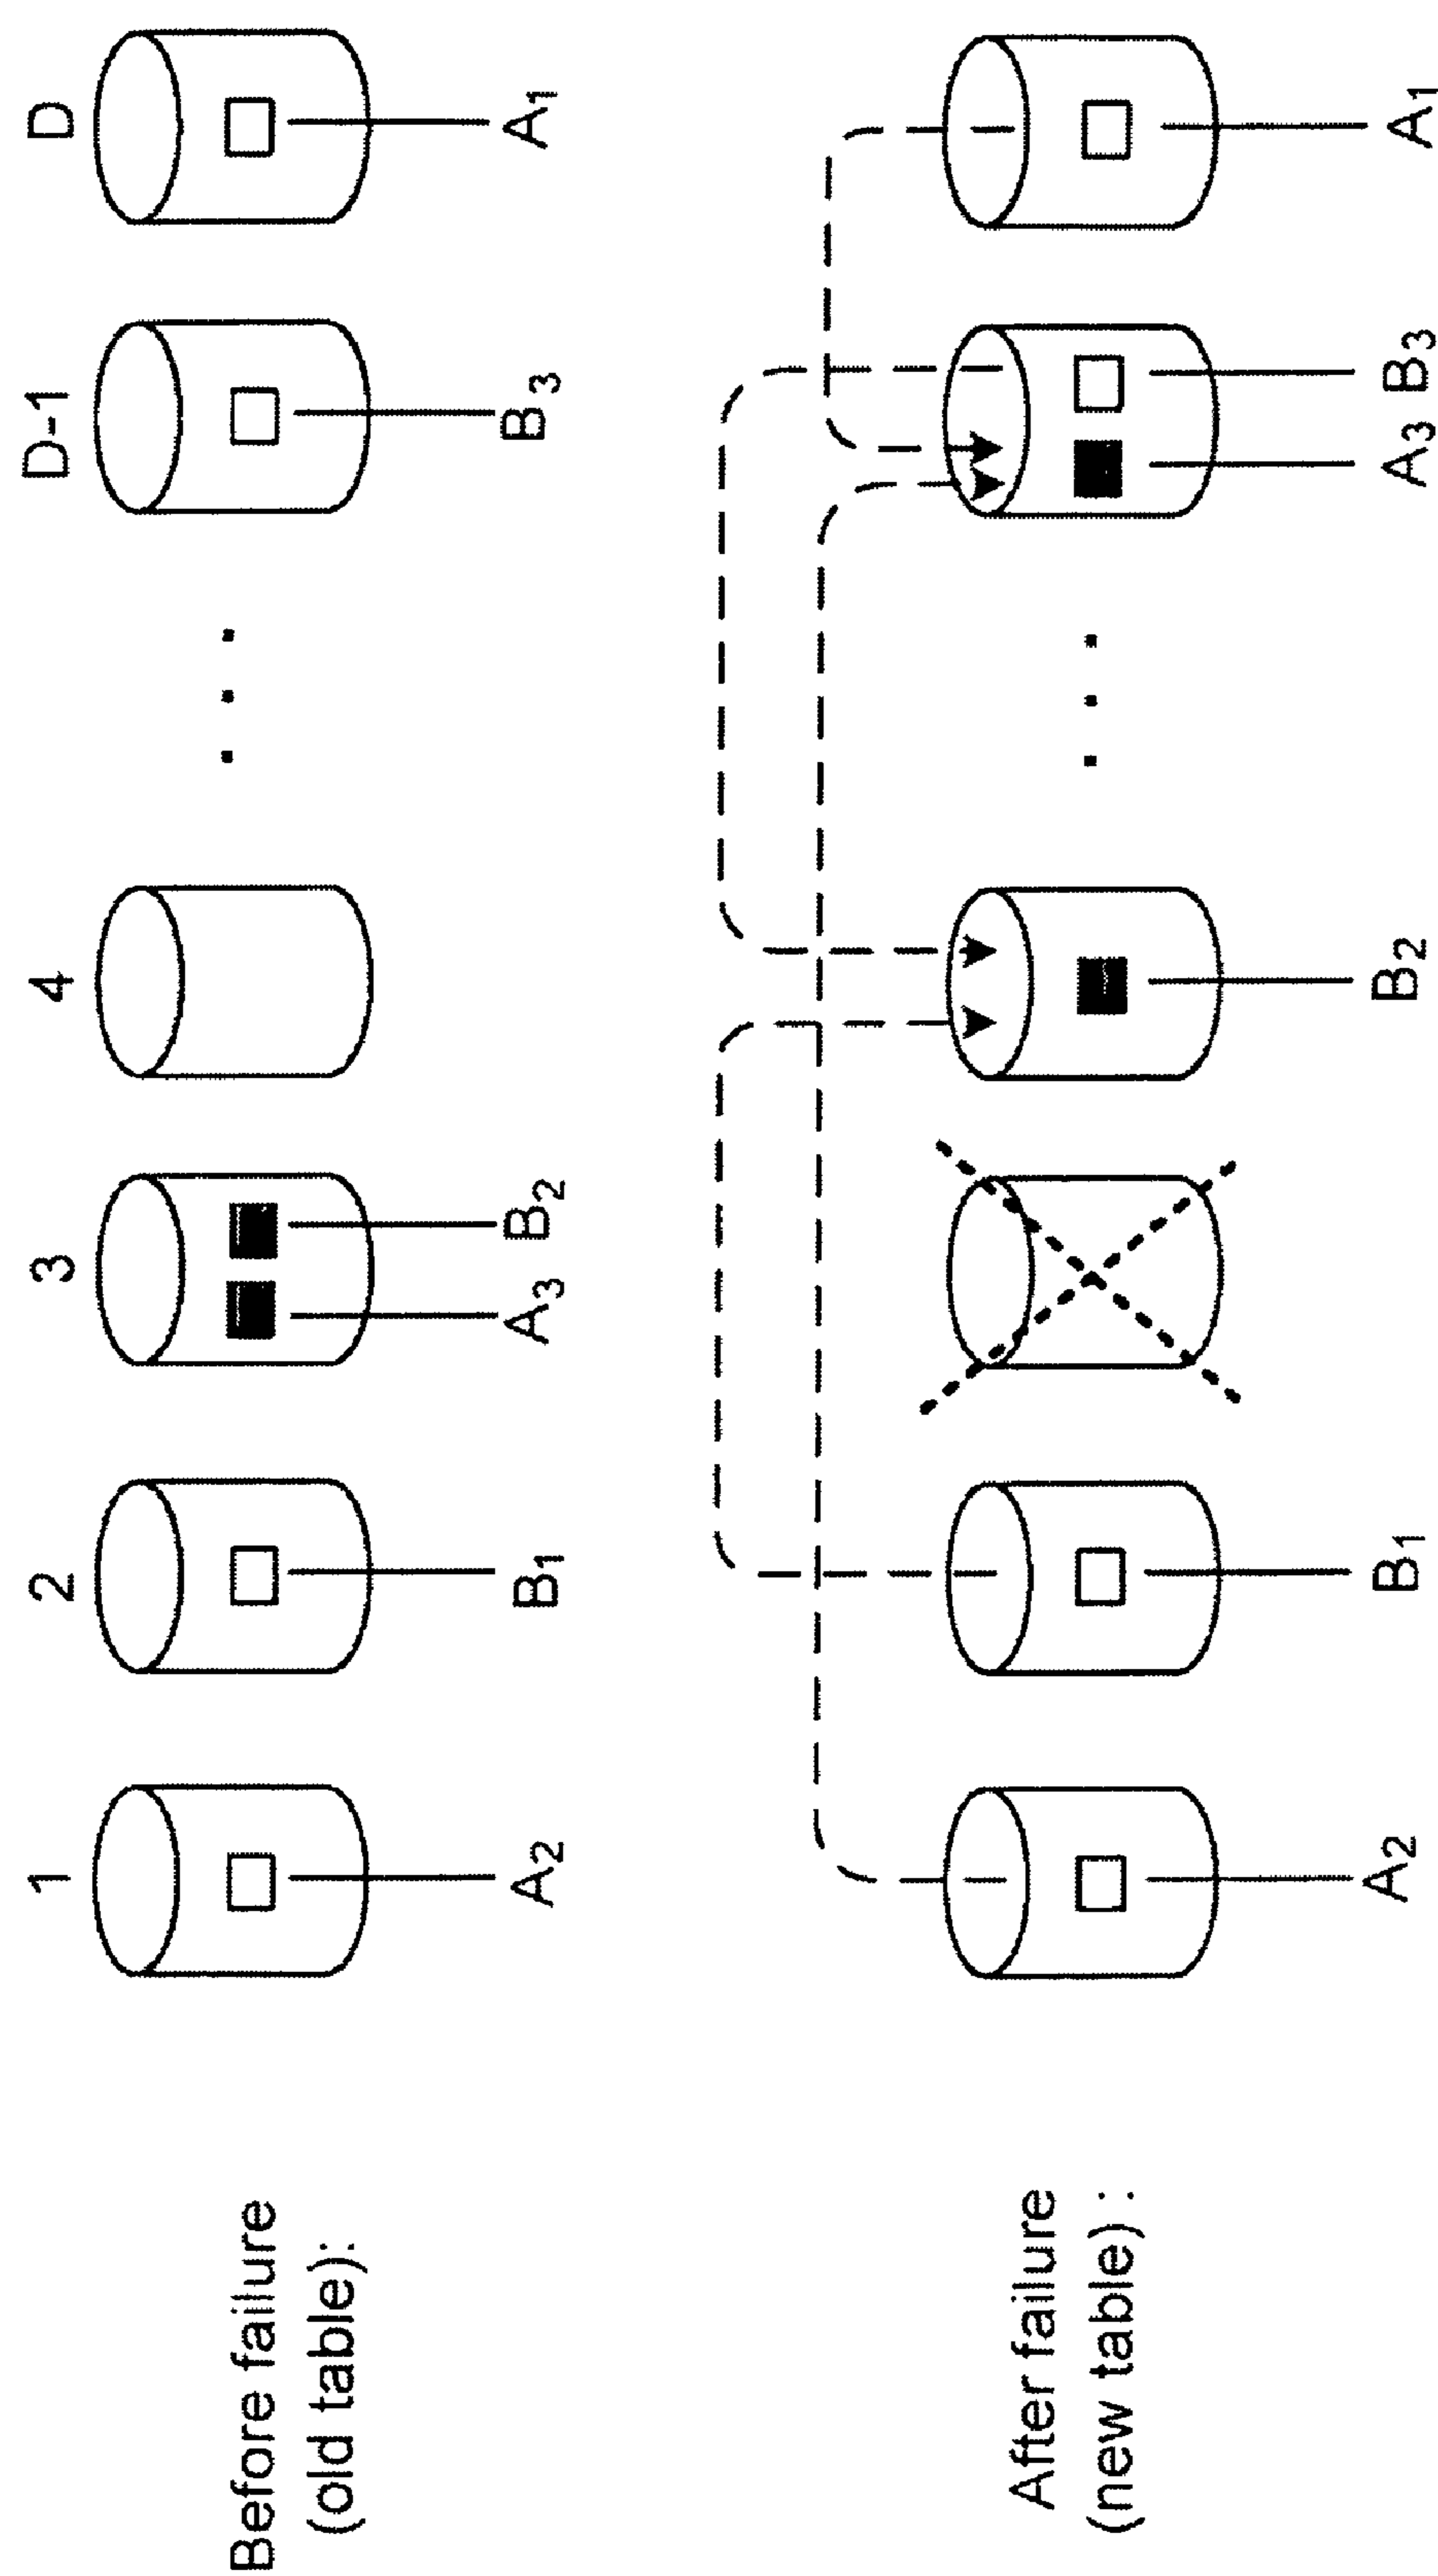 1 2 3 4 D-1 D
Before failure
(old table):
A2 B1 A3 B2 B3 A1
After failure
(new table) :
A2 B1 B2 A3 B3 A1